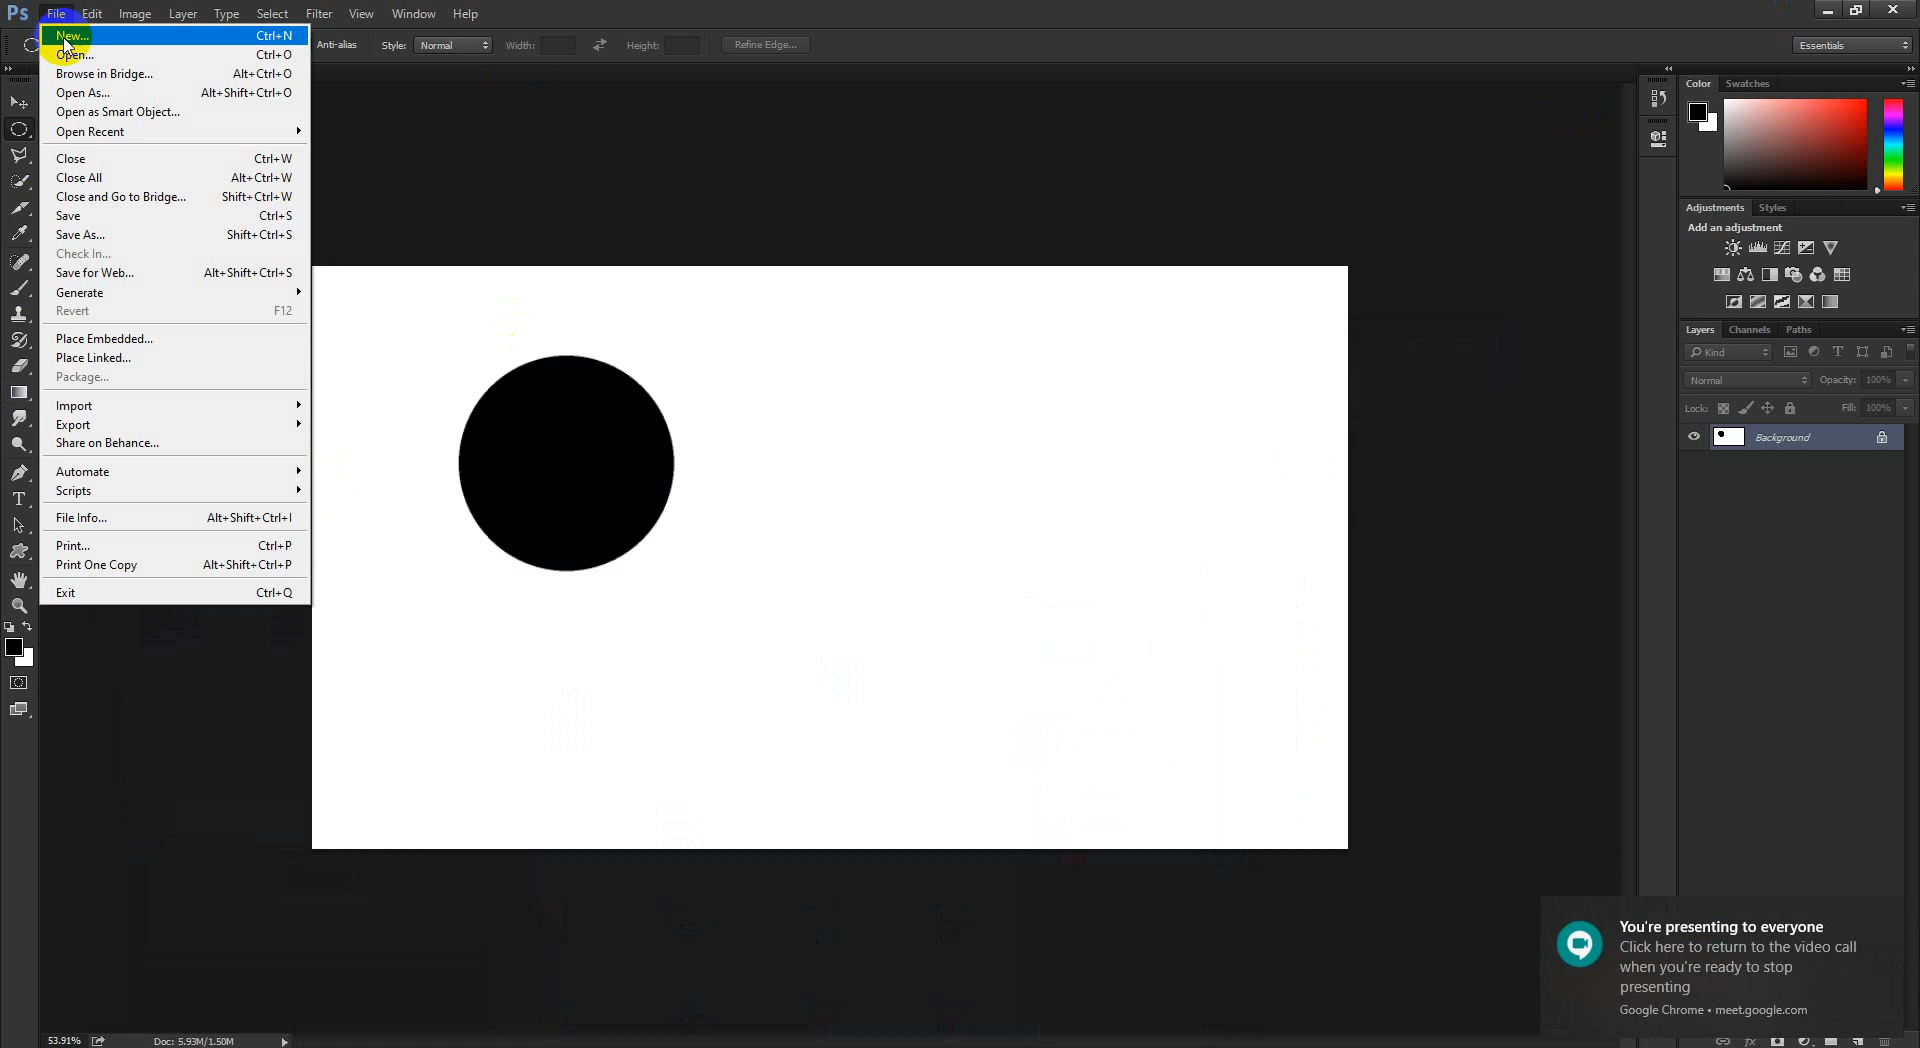 Ps File Edit Image Layer Type Select Filter View Window Help
Anti-alias Style: Normal Width: Height: Refine Edge... Essentials
New... Ctrl+N
Open... Ctrl+O
Browse in Bridge... Alt+Ctrl+O
Open As... Alt+Shift+Ctrl+O
Open as Smart Object...
Open Recent
Close Ctrl+W
Close All Alt+Ctrl+W
Close and Go to Bridge... Shift+Ctrl+W
Save Ctrl+S
Save As... Shift+Ctrl+S
Check In...
Save for Web... Alt+Shift+Ctrl+S
Generate
Revert F12
Place Embedded...
Place Linked...
Package...
Import
Export
Share on Behance...
Automate
Scripts
File Info... Alt+Shift+Ctrl+I
Print... Ctrl+P
Print One Copy Alt+Shift+Ctrl+P
Exit Ctrl+Q
Color Swatches
Adjustments Styles
Add an adjustment
Layers Channels Paths
Kind
Normal Opacity: 100%
Lock: Fill: 100%
Background
You're presenting to everyone
Click here to return to the video call
when you're ready to stop
presenting
Google Chrome • meet.google.com
53.91% Doc: 5.93M/1.50M
fx